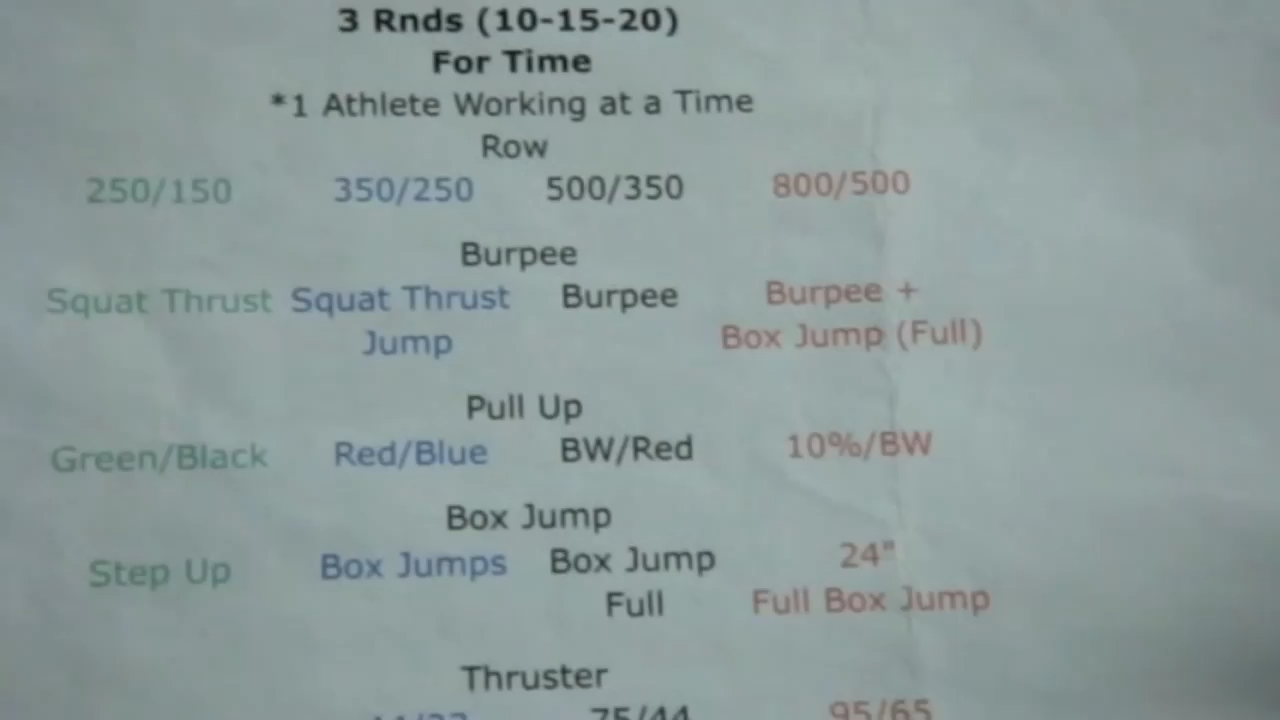 3 Rnds (10-15-20)
For Time
*1 Athlete Working at a Time
Row
250/150 350/250 500/350 800/500
Burpee
Squat Thrust Squat Thrust Burpee Burpee +
Jump Box Jump (Full)
Pull Up
Green/Black Red/Blue BW/Red 10%/BW
Box Jump
Step Up Box Jumps Box Jump 24"
Full Full Box Jump
Thruster
75/44 95/65